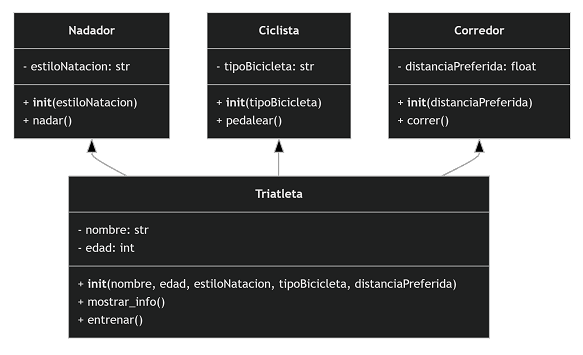 Nadador
- estiloNatacion: str
+ init(estiloNatacion)
+ nadar()
Ciclista
- tipoBicicleta: str
+ init(tipoBicicleta)
+ pedalear()
Corredor
- distanciaPreferida: float
+ init(distanciaPreferida)
+ correr()
Triatleta
- nombre: str
- edad: int
+ init(nombre, edad, estiloNatacion, tipoBicicleta, distanciaPreferida)
+ mostrar_info()
+ entrenar()